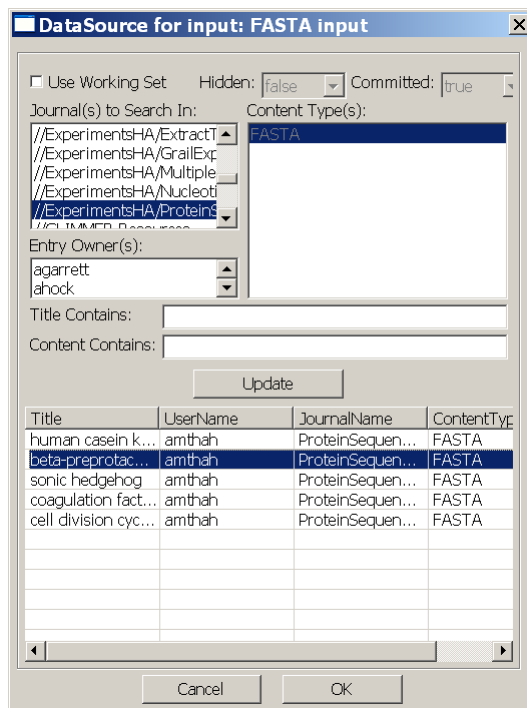 DataSource for input: FASTA input
Use Working Set Hidden: false Committed: true
Journal(s) to Search In: Content Type(s):
//ExperimentsHA/ExtractT FASTA
//ExperimentsHA/GrailExp
//ExperimentsHA/Multiple
//ExperimentsHA/Nucleoti
//ExperimentsHA/ProteinS
//GLIMMER Resources
Entry Owner(s):
agarrett
ahock
Title Contains:
Content Contains:
Update
Title UserName JournalName ContentTyp
human casein k... amthah ProteinSequen... FASTA
beta-preprotac... amthah ProteinSequen... FASTA
sonic hedgehog amthah ProteinSequen... FASTA
coagulation fact... amthah ProteinSequen... FASTA
cell division cyc... amthah ProteinSequen... FASTA
Cancel OK